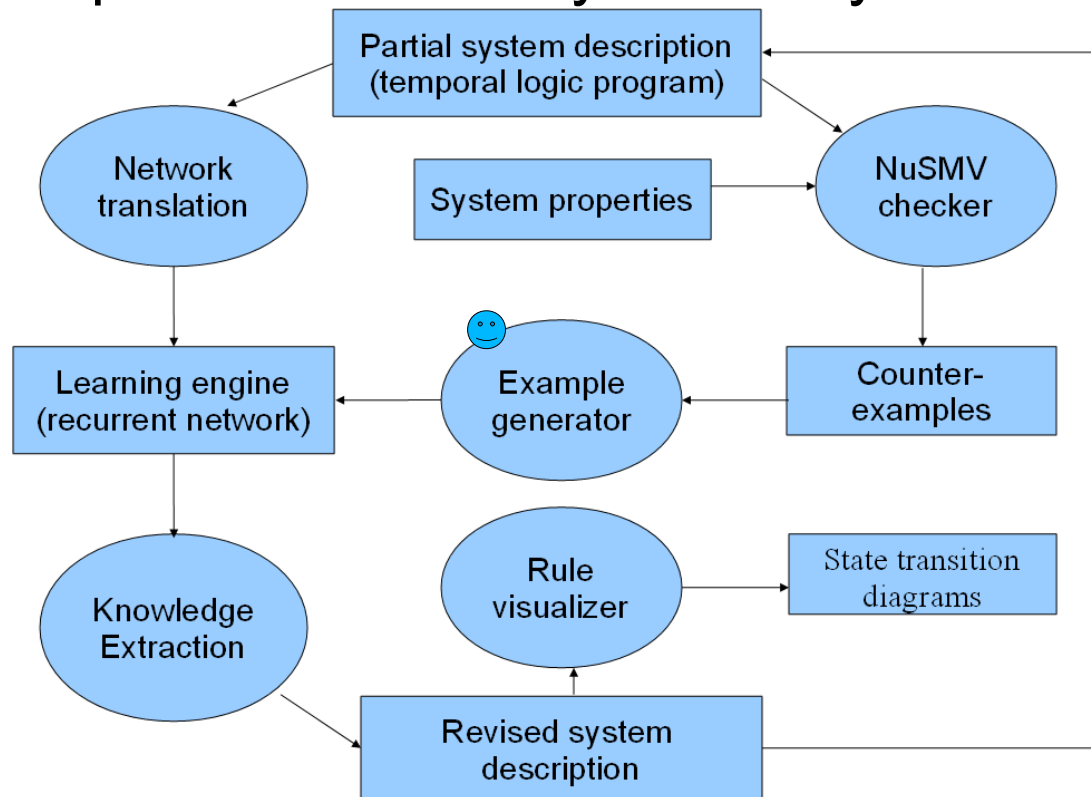 Partial system description
(temporal logic program)
Network
translation
System properties
NuSMV
checker
Learning engine
(recurrent network)
Example
generator
Counter-
examples
Knowledge
Extraction
Rule
visualizer
State transition
diagrams
Revised system
description